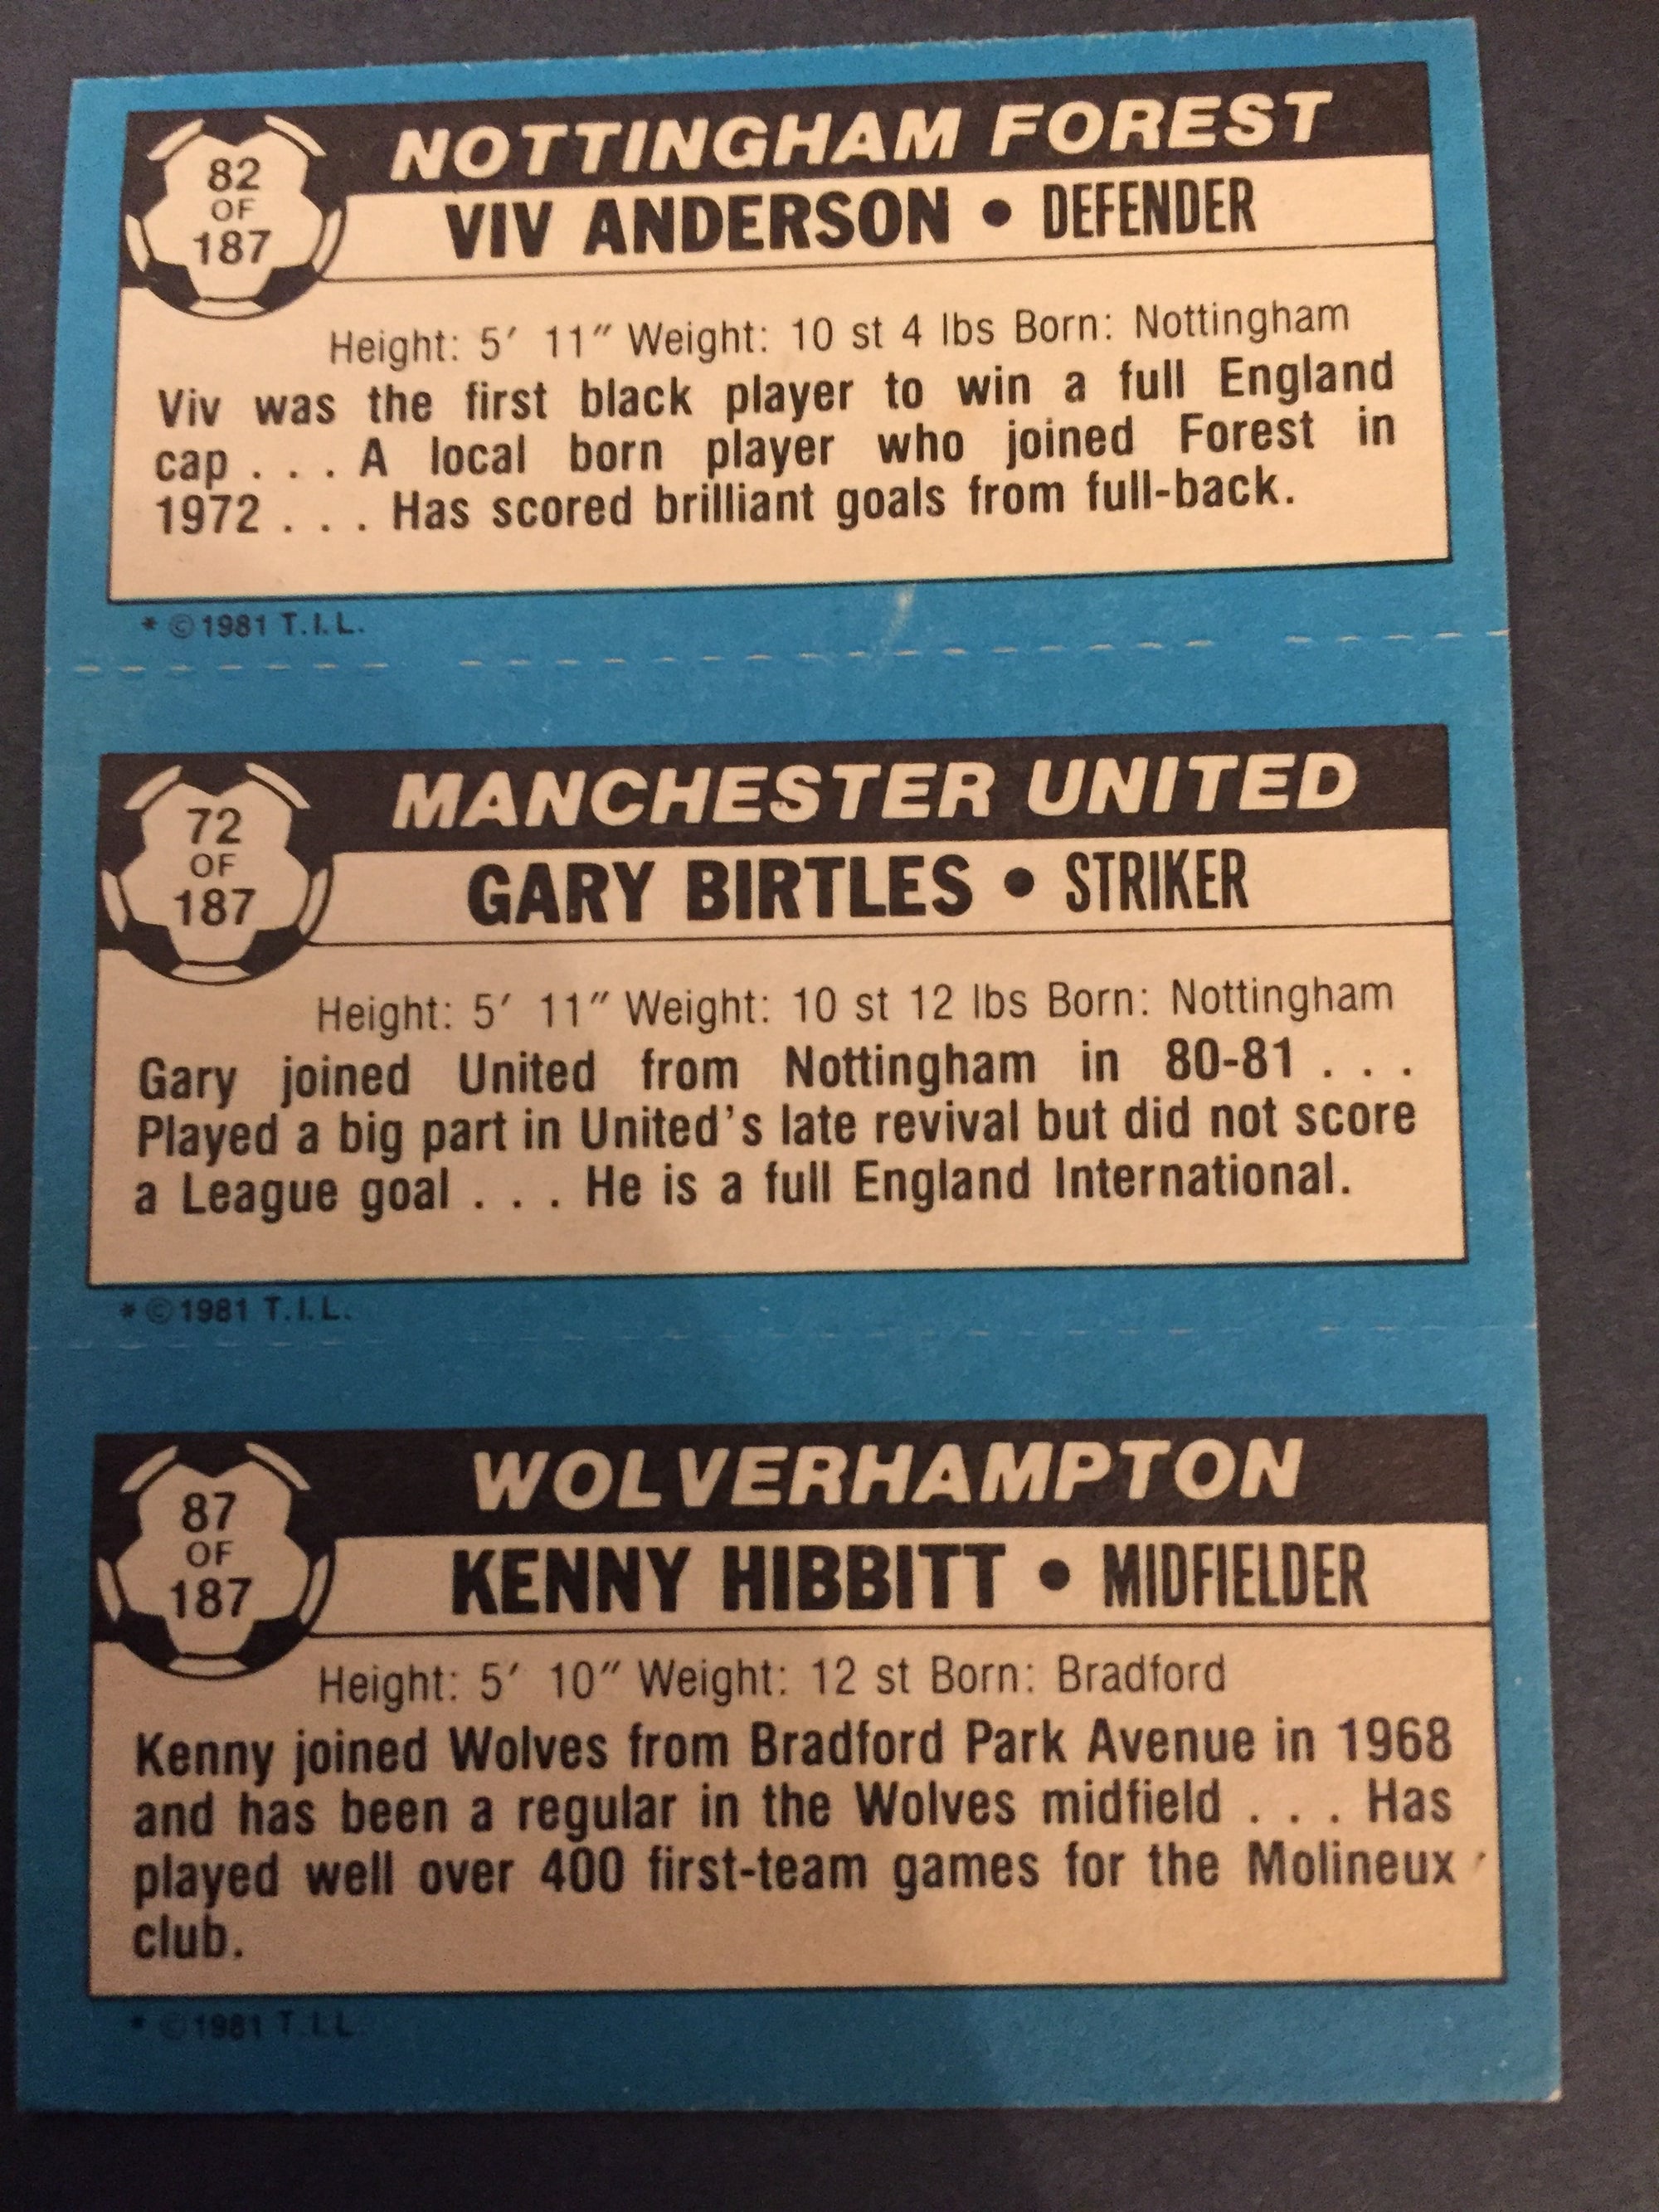 82
OF
187
NOTTINGHAM FOREST
VIV ANDERSON • DEFENDER
Height: 5′ 11″ Weight: 10 st 4 lbs Born: Nottingham
Viv was the first black player to win a full England
cap . . . A local born player who joined Forest in
1972 . . . Has scored brilliant goals from full-back.
* ©1981 T.I.L.
72
OF
187
MANCHESTER UNITED
GARY BIRTLES • STRIKER
Height: 5′ 11″ Weight: 10 st 12 lbs Born: Nottingham
Gary joined United from Nottingham in 80-81 . . .
Played a big part in United's late revival but did not score
a League goal . . . He is a full England International.
* ©1981 T.I.L.
87
OF
187
WOLVERHAMPTON
KENNY HIBBITT • MIDFIELDER
Height: 5′ 10″ Weight: 12 st Born: Bradford
Kenny joined Wolves from Bradford Park Avenue in 1968
and has been a regular in the Wolves midfield . . . Has
played well over 400 first-team games for the Molineux
club.
* ©1981 T.I.L.